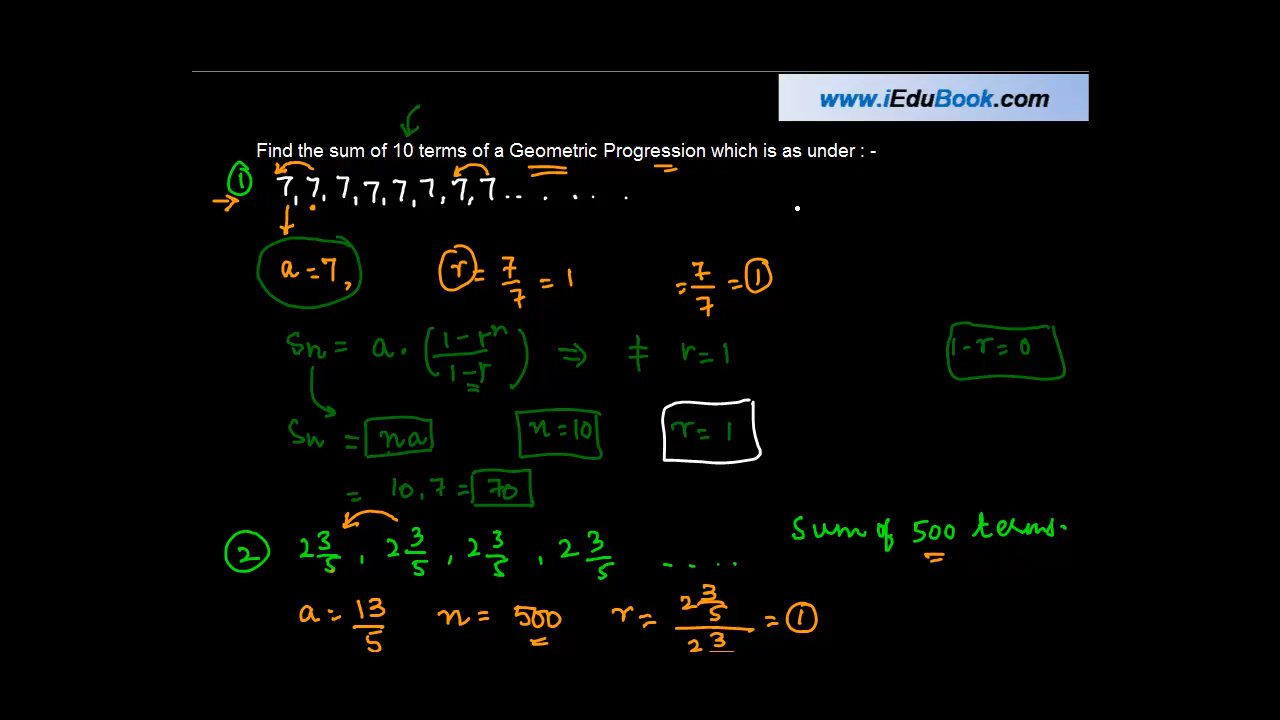 www.iEduBook.com
Find the sum of 10 terms of a Geometric Progression which is as under : -
① 7, 7, 7, 7, 7, 7, 7, 7 .. . . . .
a = 7, r = 7/7 = 1 = 7/7 = ①
Sn = a . (1-rⁿ/1-r) ⇒ ≠ r = 1 1-r = 0
Sn = na n = 10 r = 1
= 10.7 = 70
② 2 3/5, 2 3/5, 2 3/5, 2 3/5 ..... Sum of 500 terms.
a = 13/5 n = 500 r = 2 3/5 / 2 3 = ①